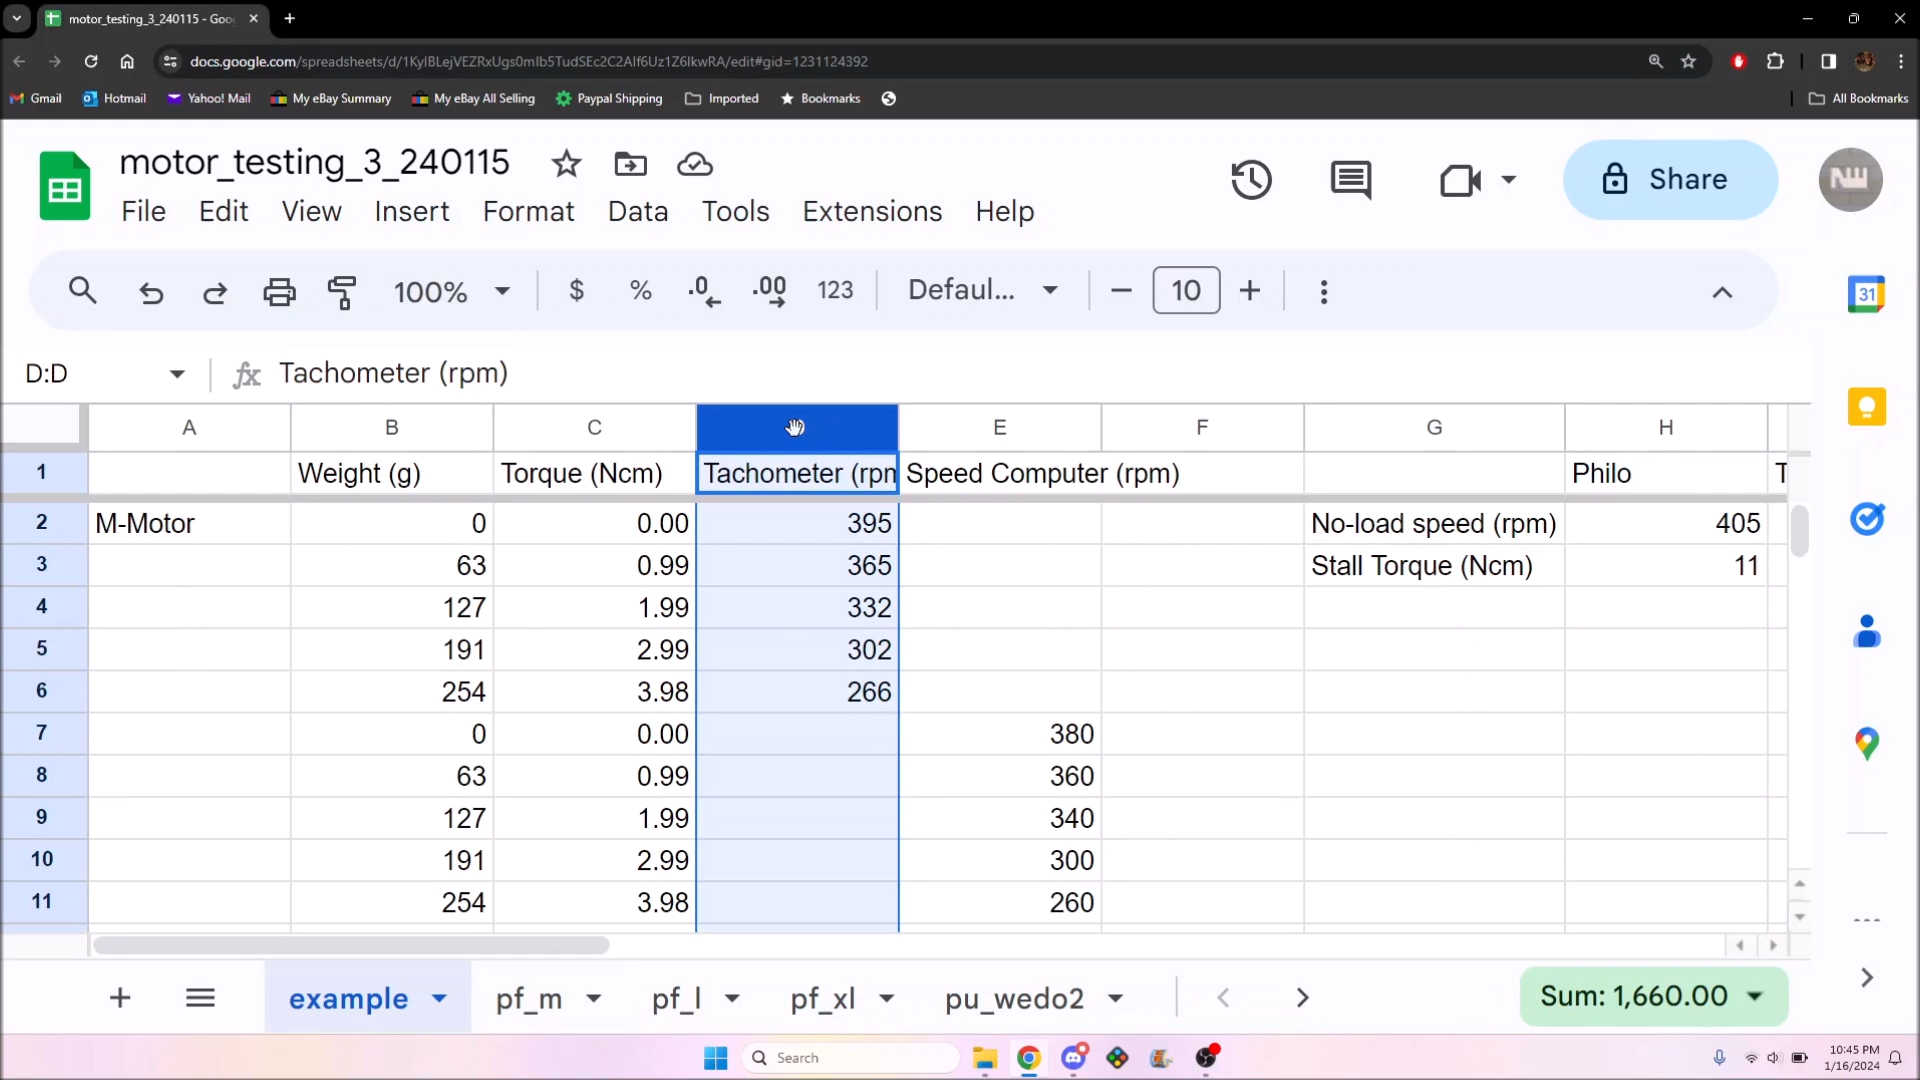 motor_testing_3_240115 - Goo
docs.google.com/spreadsheets/d/1KylBLejVEZRxUgs0mIb5TudSEc2C2Alf6Uz1Z6lkwRA/edit#gid=1231124392
Gmail Hotmail Yahoo! Mail My eBay Summary My eBay All Selling Paypal Shipping Imported Bookmarks All Bookmarks
motor_testing_3_240115 Share NW
File Edit View Insert Format Data Tools Extensions Help
100% $ % .0 .00 123 Defaul... 10 31
D:D fx Tachometer (rpm)
A B C E F G H
1 Weight (g) Torque (Ncm) Tachometer (rpm Speed Computer (rpm) Philo T
2 M-Motor 0 0.00 395 No-load speed (rpm) 405
3 63 0.99 365 Stall Torque (Ncm) 11
4 127 1.99 332
5 191 2.99 302
6 254 3.98 266
7 0 0.00 380
8 63 0.99 360
9 127 1.99 340
10 191 2.99 300
11 254 3.98 260
example pf_m pf_l pf_xl pu_wedo2 Sum: 1,660.00
Search 10:45 PM
1/16/2024